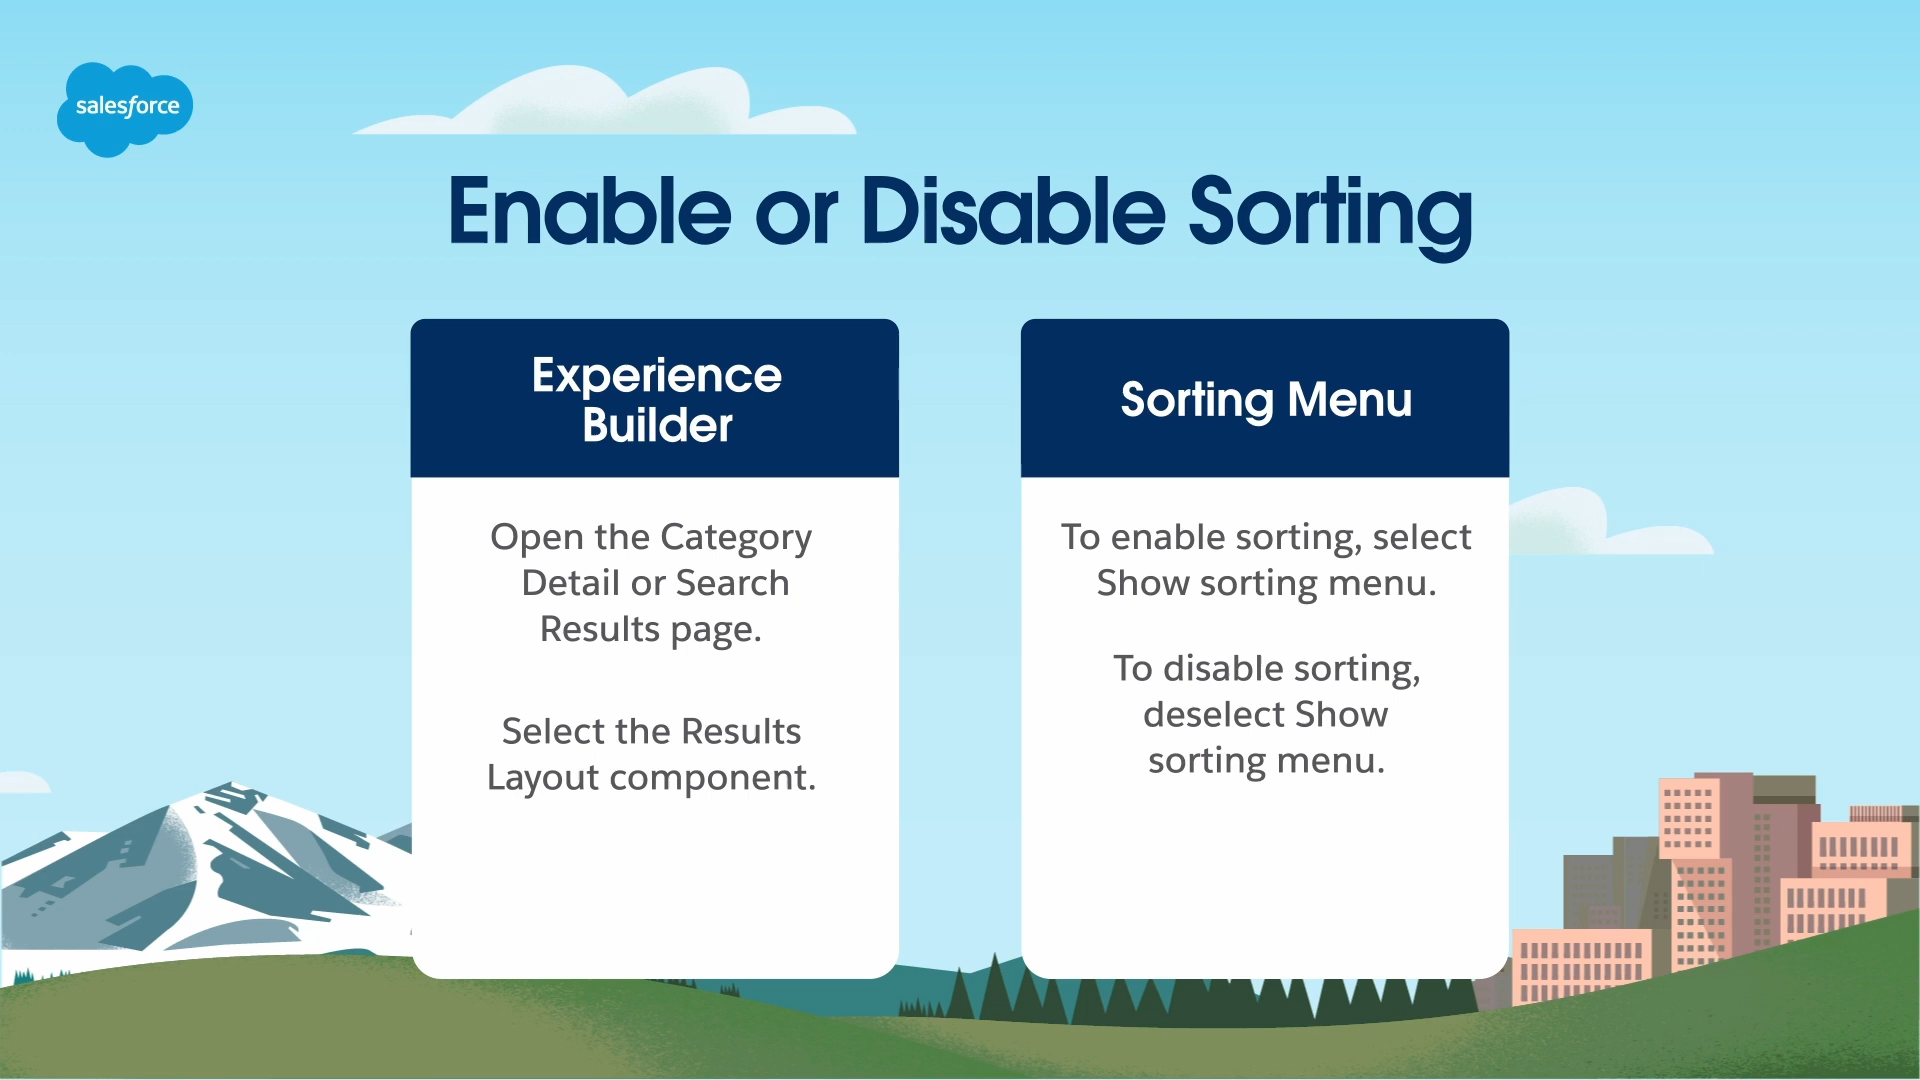 salesforce
Enable or Disable Sorting
Experience
Builder
Open the Category
Detail or Search
Results page.
Select the Results
Layout component.
Sorting Menu
To enable sorting, select
Show sorting menu.
To disable sorting,
deselect Show
sorting menu.